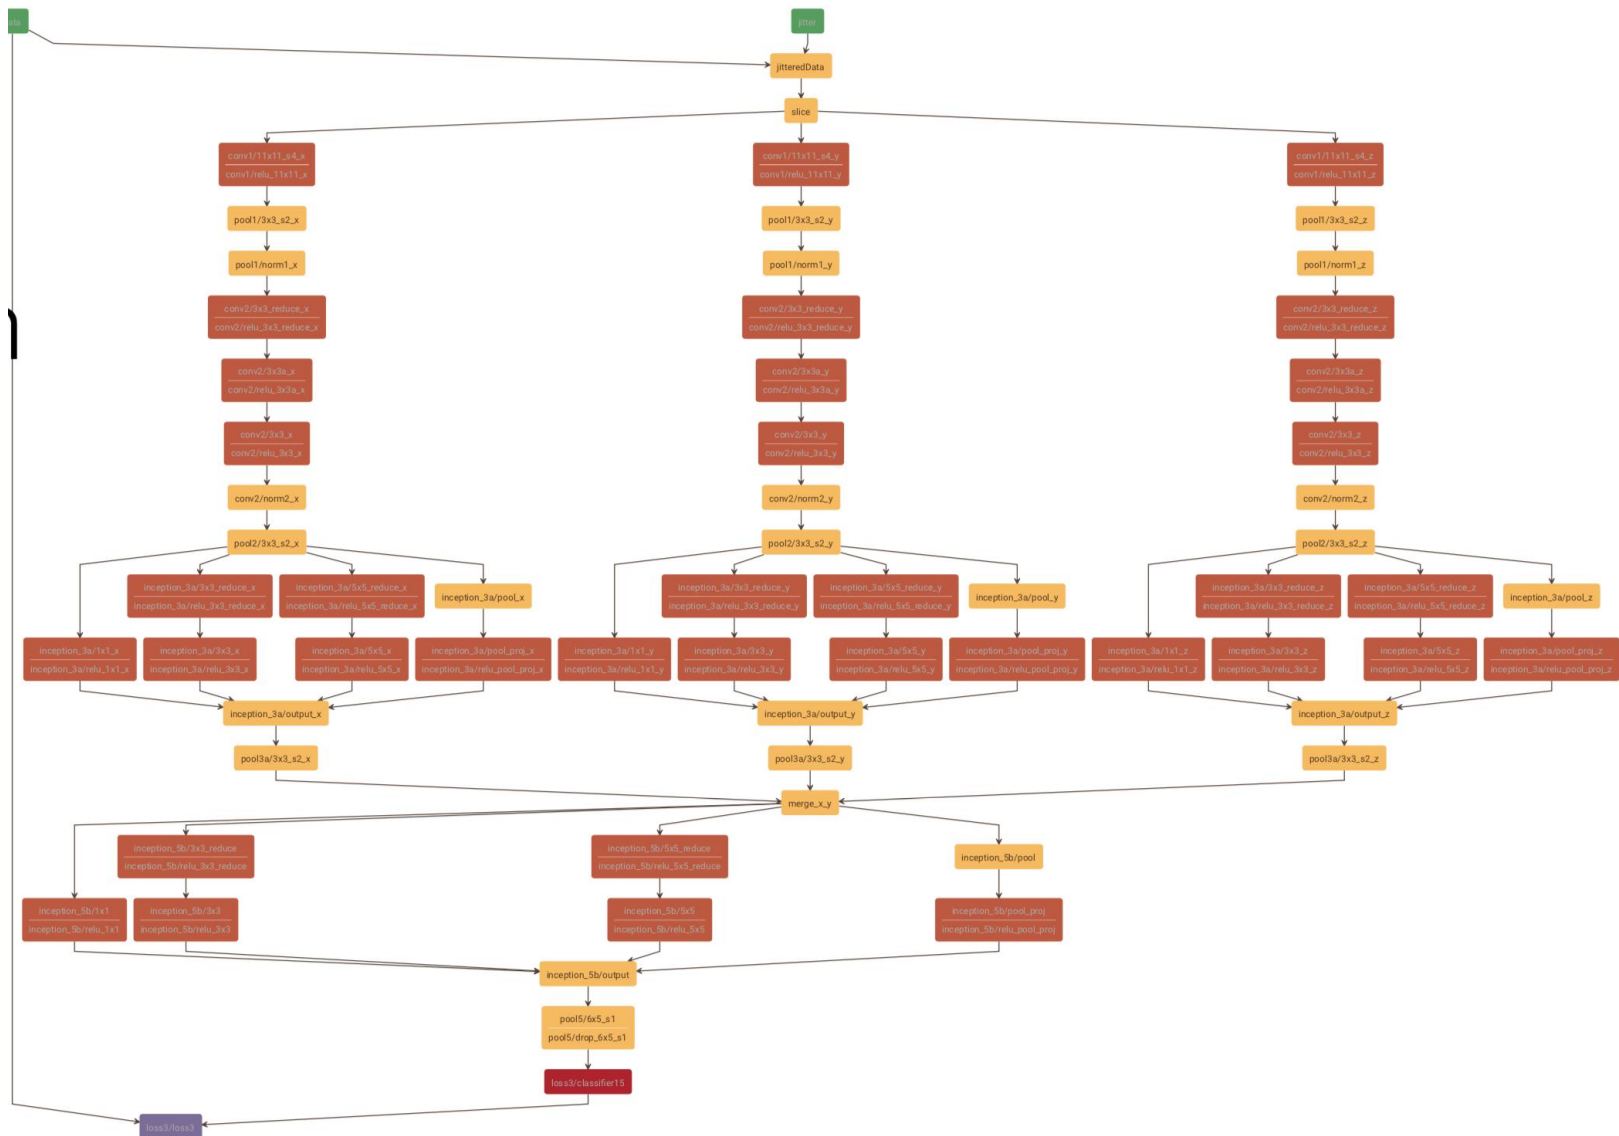 ata
jitter
jitteredData
slice
conv1/11x11_s4_x
conv1/relu_11x11_x
conv1/11x11_s4_y
conv1/relu_11x11_y
conv1/11x11_s4_z
conv1/relu_11x11_z
pool1/3x3_s2_x
pool1/3x3_s2_y
pool1/3x3_s2_z
pool1/norm1_x
pool1/norm1_y
pool1/norm1_z
conv2/3x3_reduce_x
conv2/relu_3x3_reduce_x
conv2/3x3_reduce_y
conv2/relu_3x3_reduce_y
conv2/3x3_reduce_z
conv2/relu_3x3_reduce_z
conv2/3x3a_x
conv2/relu_3x3a_x
conv2/3x3a_y
conv2/relu_3x3a_y
conv2/3x3a_z
conv2/relu_3x3a_z
conv2/3x3_x
conv2/relu_3x3_x
conv2/3x3_y
conv2/relu_3x3_y
conv2/3x3_z
conv2/relu_3x3_z
conv2/norm2_x
conv2/norm2_y
conv2/norm2_z
pool2/3x3_s2_x
pool2/3x3_s2_y
pool2/3x3_s2_z
inception_3a/3x3_reduce_x
inception_3a/relu_3x3_reduce_x
inception_3a/5x5_reduce_x
inception_3a/relu_5x5_reduce_x
inception_3a/pool_x
inception_3a/3x3_reduce_y
inception_3a/relu_3x3_reduce_y
inception_3a/5x5_reduce_y
inception_3a/relu_5x5_reduce_y
inception_3a/pool_y
inception_3a/3x3_reduce_z
inception_3a/relu_3x3_reduce_z
inception_3a/5x5_reduce_z
inception_3a/relu_5x5_reduce_z
inception_3a/pool_z
inception_3a/1x1_x
inception_3a/relu_1x1_x
inception_3a/3x3_x
inception_3a/relu_3x3_x
inception_3a/5x5_x
inception_3a/relu_5x5_x
inception_3a/pool_proj_x
inception_3a/relu_pool_proj_x
inception_3a/1x1_y
inception_3a/relu_1x1_y
inception_3a/3x3_y
inception_3a/relu_3x3_y
inception_3a/5x5_y
inception_3a/relu_5x5_y
inception_3a/pool_proj_y
inception_3a/relu_pool_proj_y
inception_3a/1x1_z
inception_3a/relu_1x1_z
inception_3a/3x3_z
inception_3a/relu_3x3_z
inception_3a/5x5_z
inception_3a/relu_5x5_z
inception_3a/pool_proj_z
inception_3a/relu_pool_proj_z
inception_3a/output_x
inception_3a/output_y
inception_3a/output_z
pool3a/3x3_s2_x
pool3a/3x3_s2_y
pool3a/3x3_s2_z
merge_x_y
inception_5b/3x3_reduce
inception_5b/relu_3x3_reduce
inception_5b/5x5_reduce
inception_5b/relu_5x5_reduce
inception_5b/pool
inception_5b/1x1
inception_5b/relu_1x1
inception_5b/3x3
inception_5b/relu_3x3
inception_5b/5x5
inception_5b/relu_5x5
inception_5b/pool_proj
inception_5b/relu_pool_proj
inception_5b/output
pool5/6x5_s1
pool5/drop_6x5_s1
loss3/classifier15
loss3/loss3